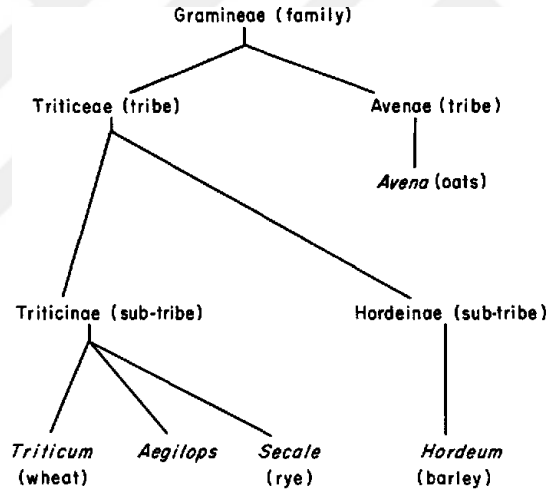 Gramineae (family)
Triticeae (tribe)
Avenae (tribe)
Avena (oats)
Triticinae (sub-tribe)
Hordeinae (sub-tribe)
Triticum
(wheat)
Aegilops
Secale
(rye)
Hordeum
(barley)